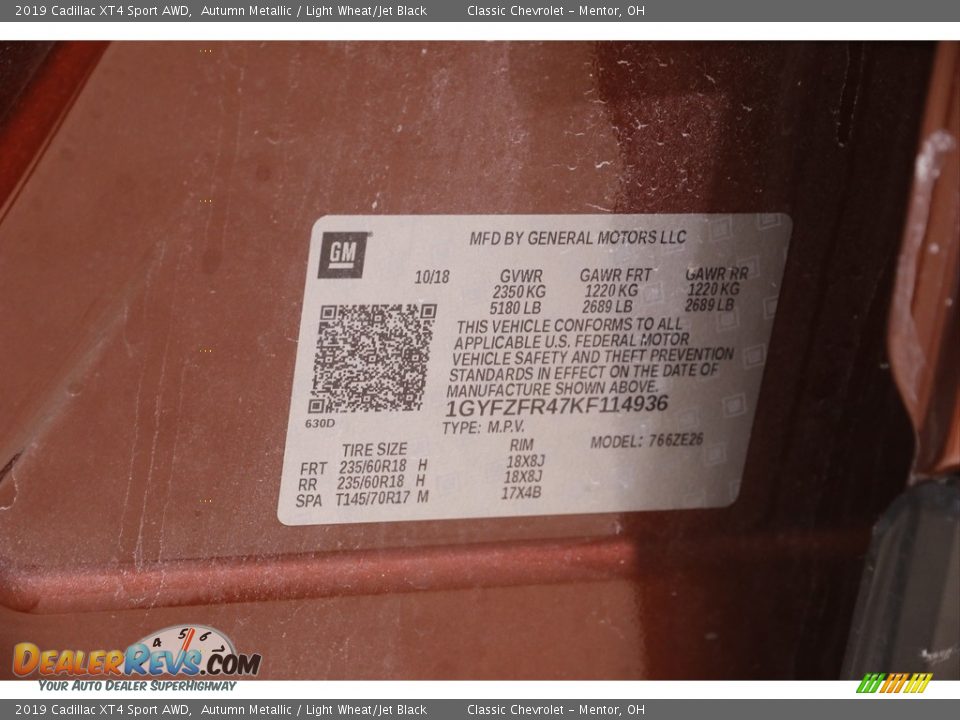 2019 Cadillac XT4 Sport AWD, Autumn Metallic / Light Wheat/Jet Black Classic Chevrolet – Mentor, OH
GM
MFD BY GENERAL MOTORS LLC
10/18 GVWR GAWR FRT GAWR RR
2350 KG 1220 KG 1220 KG
5180 LB 2689 LB 2689 LB
THIS VEHICLE CONFORMS TO ALL
APPLICABLE U.S. FEDERAL MOTOR
VEHICLE SAFETY AND THEFT PREVENTION
STANDARDS IN EFFECT ON THE DATE OF
MANUFACTURE SHOWN ABOVE.
1GYFZFR47KF114936
630D
TYPE: M.P.V. MODEL: 766ZE26
TIRE SIZE RIM
FRT 235/60R18 H 18X8J
RR 235/60R18 H 18X8J
SPA T145/70R17 M 17X4B
4 5 6
DealerRevs.com
Your Auto Dealer SuperHighway
2019 Cadillac XT4 Sport AWD, Autumn Metallic / Light Wheat/Jet Black Classic Chevrolet – Mentor, OH